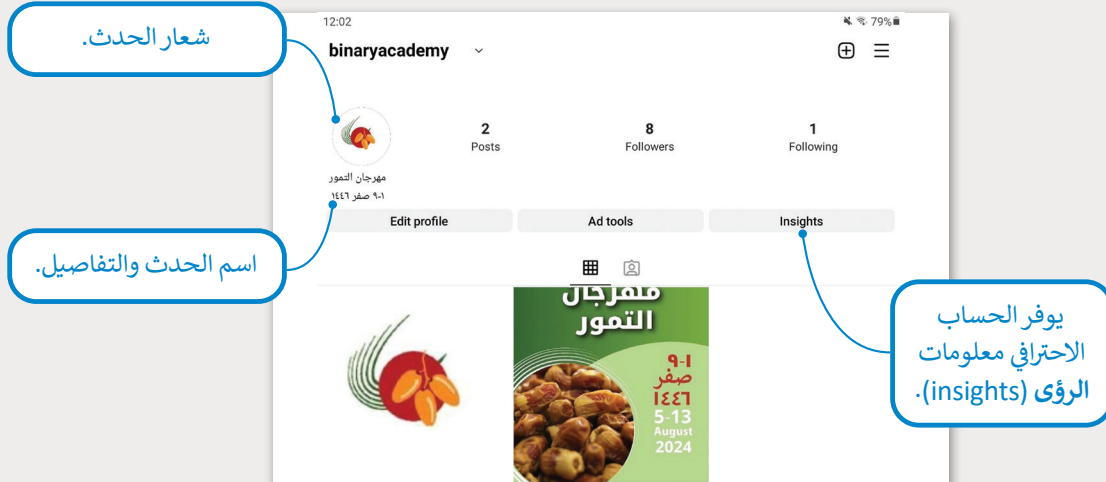 شعار الحدث.
12:02
79%
binaryacademy
2
8
1
Posts
Followers
Following
مهرجان التمور
١-٩ صفر ١٤٤٦
Edit profile
Ad tools
Insights
اسم الحدث والتفاصيل.
يوفر الحساب
الاحترافي معلومات
الرؤى (insights).
مهرجان
التمور
١-٩
صفر
١٤٤٦
5-13
August
2024